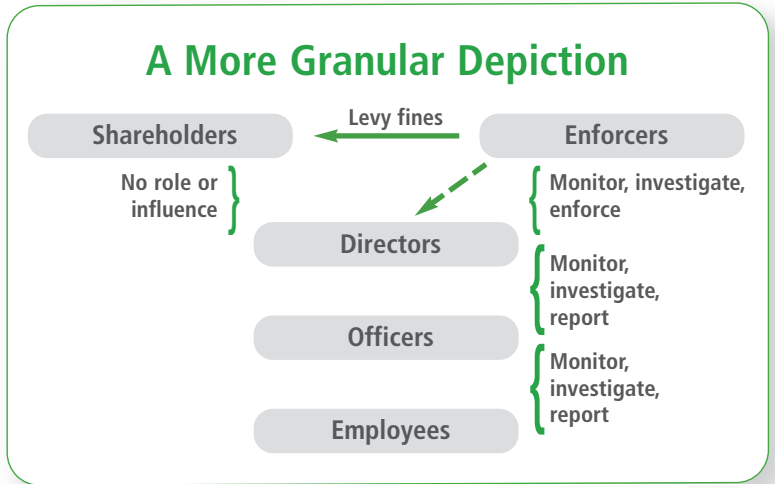 A More Granular Depiction
Shareholders
Levy fines
Enforcers
No role or
influence
Monitor, investigate,
enforce
Directors
Monitor,
investigate,
report
Officers
Monitor,
investigate,
report
Employees